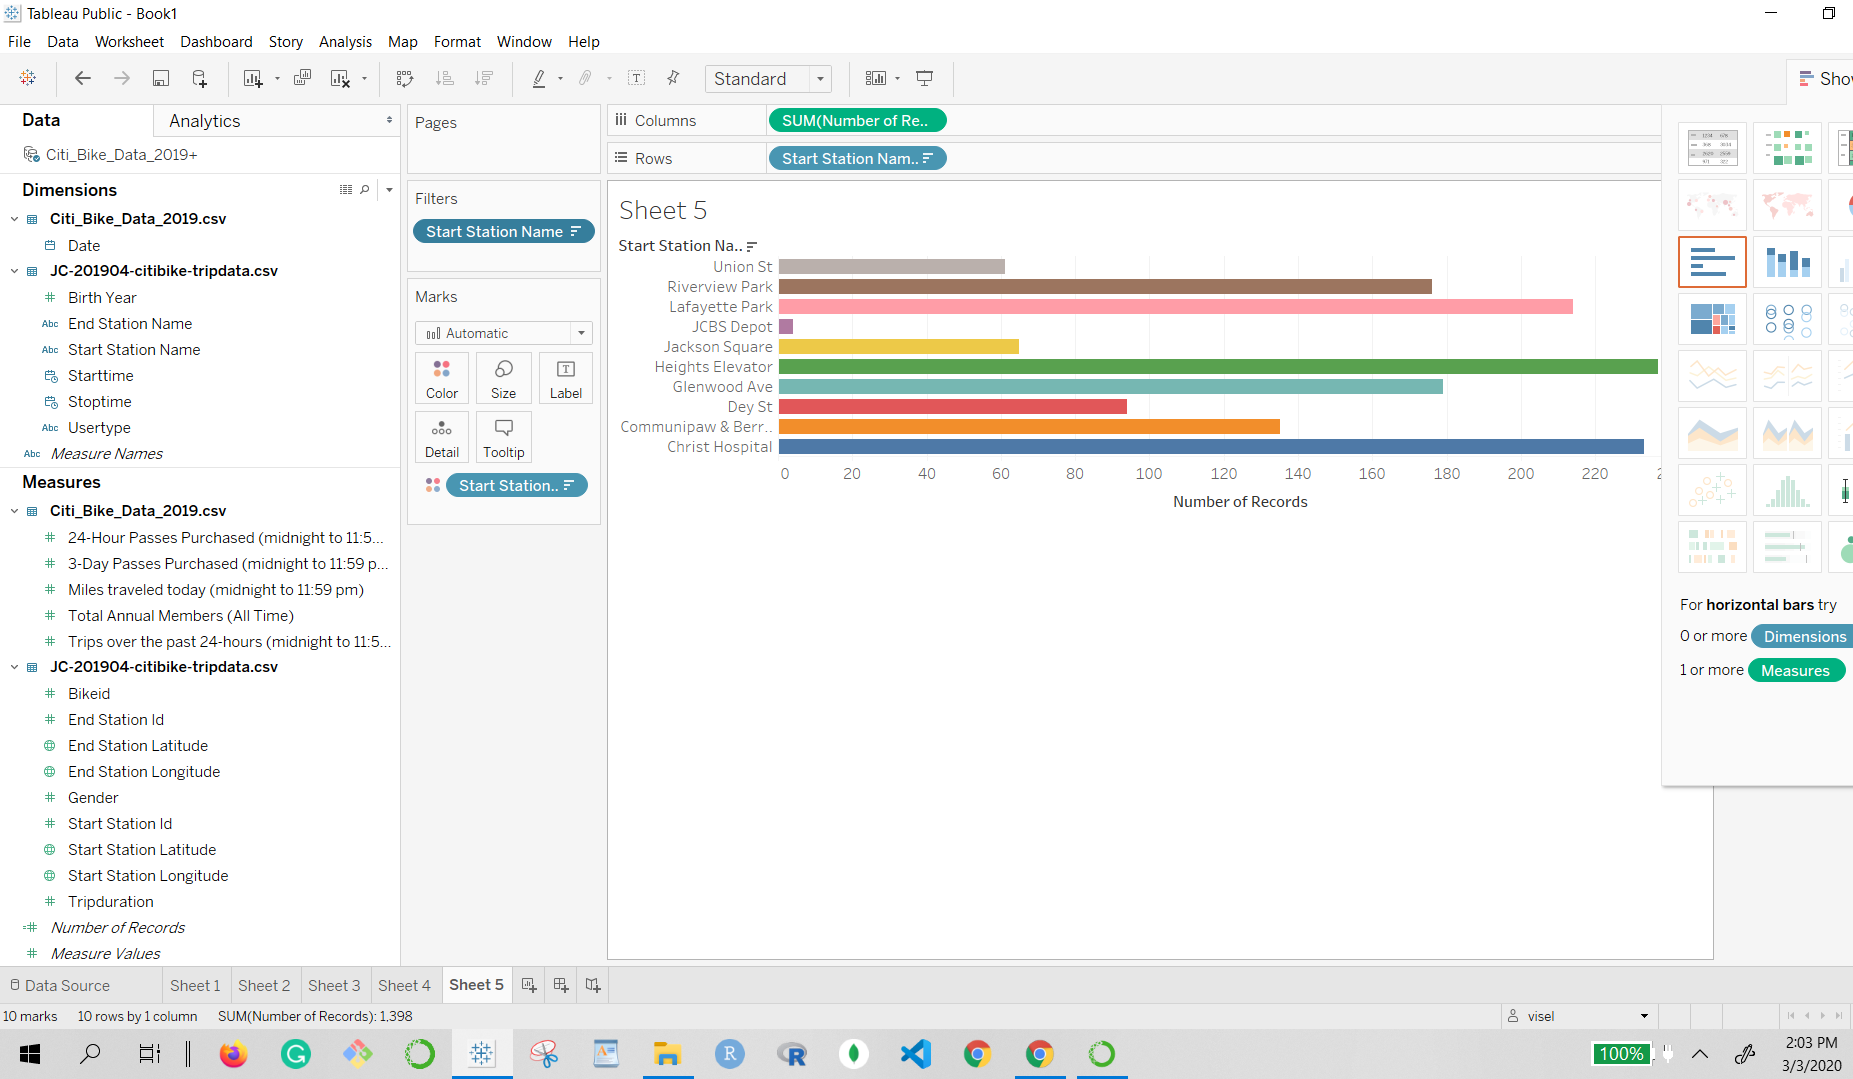 Tableau Public - Book1
File Data Worksheet Dashboard Story Analysis Map Format Window Help
Standard
Data
Analytics
Citi_Bike_Data_2019+
Dimensions
Citi_Bike_Data_2019.csv
Date
JC-201904-citibike-tripdata.csv
# Birth Year
Abc End Station Name
Abc Start Station Name
Starttime
Stoptime
Abc Usertype
Abc Measure Names
Measures
Citi_Bike_Data_2019.csv
# 24-Hour Passes Purchased (midnight to 11:5...
# 3-Day Passes Purchased (midnight to 11:59 p...
# Miles traveled today (midnight to 11:59 pm)
# Total Annual Members (All Time)
# Trips over the past 24-hours (midnight to 11:5...
JC-201904-citibike-tripdata.csv
# Bikeid
# End Station Id
End Station Latitude
End Station Longitude
# Gender
# Start Station Id
Start Station Latitude
Start Station Longitude
# Tripduration
=# Number of Records
# Measure Values
Pages
Filters
Start Station Name
Marks
Automatic
Color Size Label
Detail Tooltip
Start Station..
Columns SUM(Number of Re..
Rows Start Station Nam..
Sheet 5
Start Station Na..
Union St
Riverview Park
Lafayette Park
JCBS Depot
Jackson Square
Heights Elevator
Glenwood Ave
Dey St
Communipaw & Berr..
Christ Hospital
0 20 40 60 80 100 120 140 160 180 200 220
Number of Records
For horizontal bars try
0 or more Dimensions
1 or more Measures
Data Source Sheet 1 Sheet 2 Sheet 3 Sheet 4 Sheet 5
10 marks 10 rows by 1 column SUM(Number of Records): 1,398
visel
100%
2:03 PM
3/3/2020